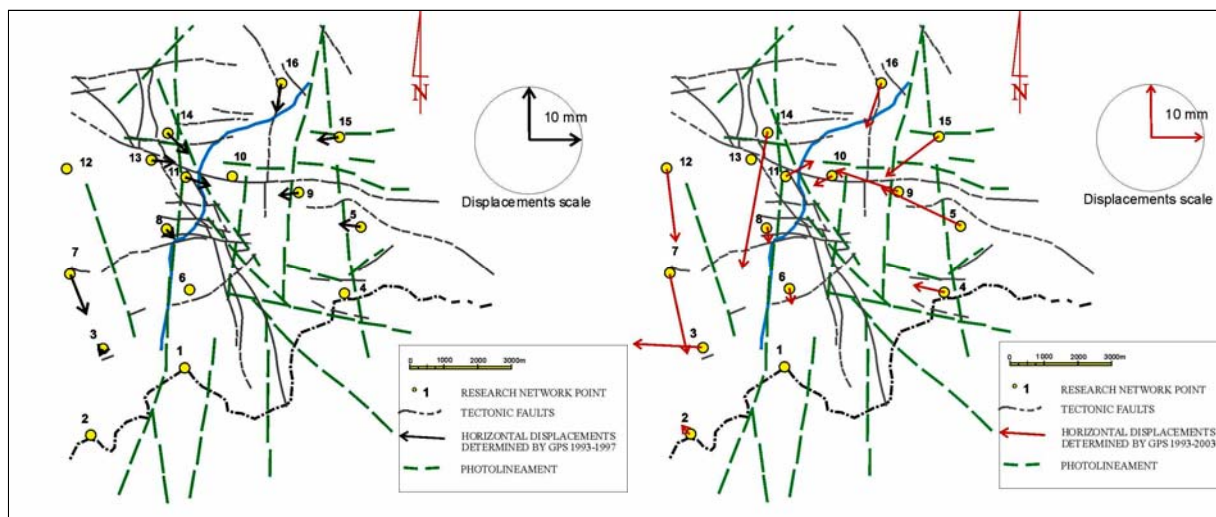 N
16
10 mm
14
15
13
12
11
10
Displacements scale
9
8
5
7
6
4
3
0 1000 2000 3000m
1
1 RESEARCH NETWORK POINT
TECTONIC FAULTS
2
HORIZONTAL DISPLACEMENTS
DETERMINED BY GPS 1993-1997
PHOTOLINEAMENT
N
16
10 mm
14
15
13
12
10
11
Displacements scale
9
8
5
7
6
4
3
0 1000 2000 3000m
1
1 RESEARCH NETWORK POINT
TECTONIC FAULTS
2
HORIZONTAL DISPLACEMENTS
DETERMINED BY GPS 1993-2003
PHOTOLINEAMENT